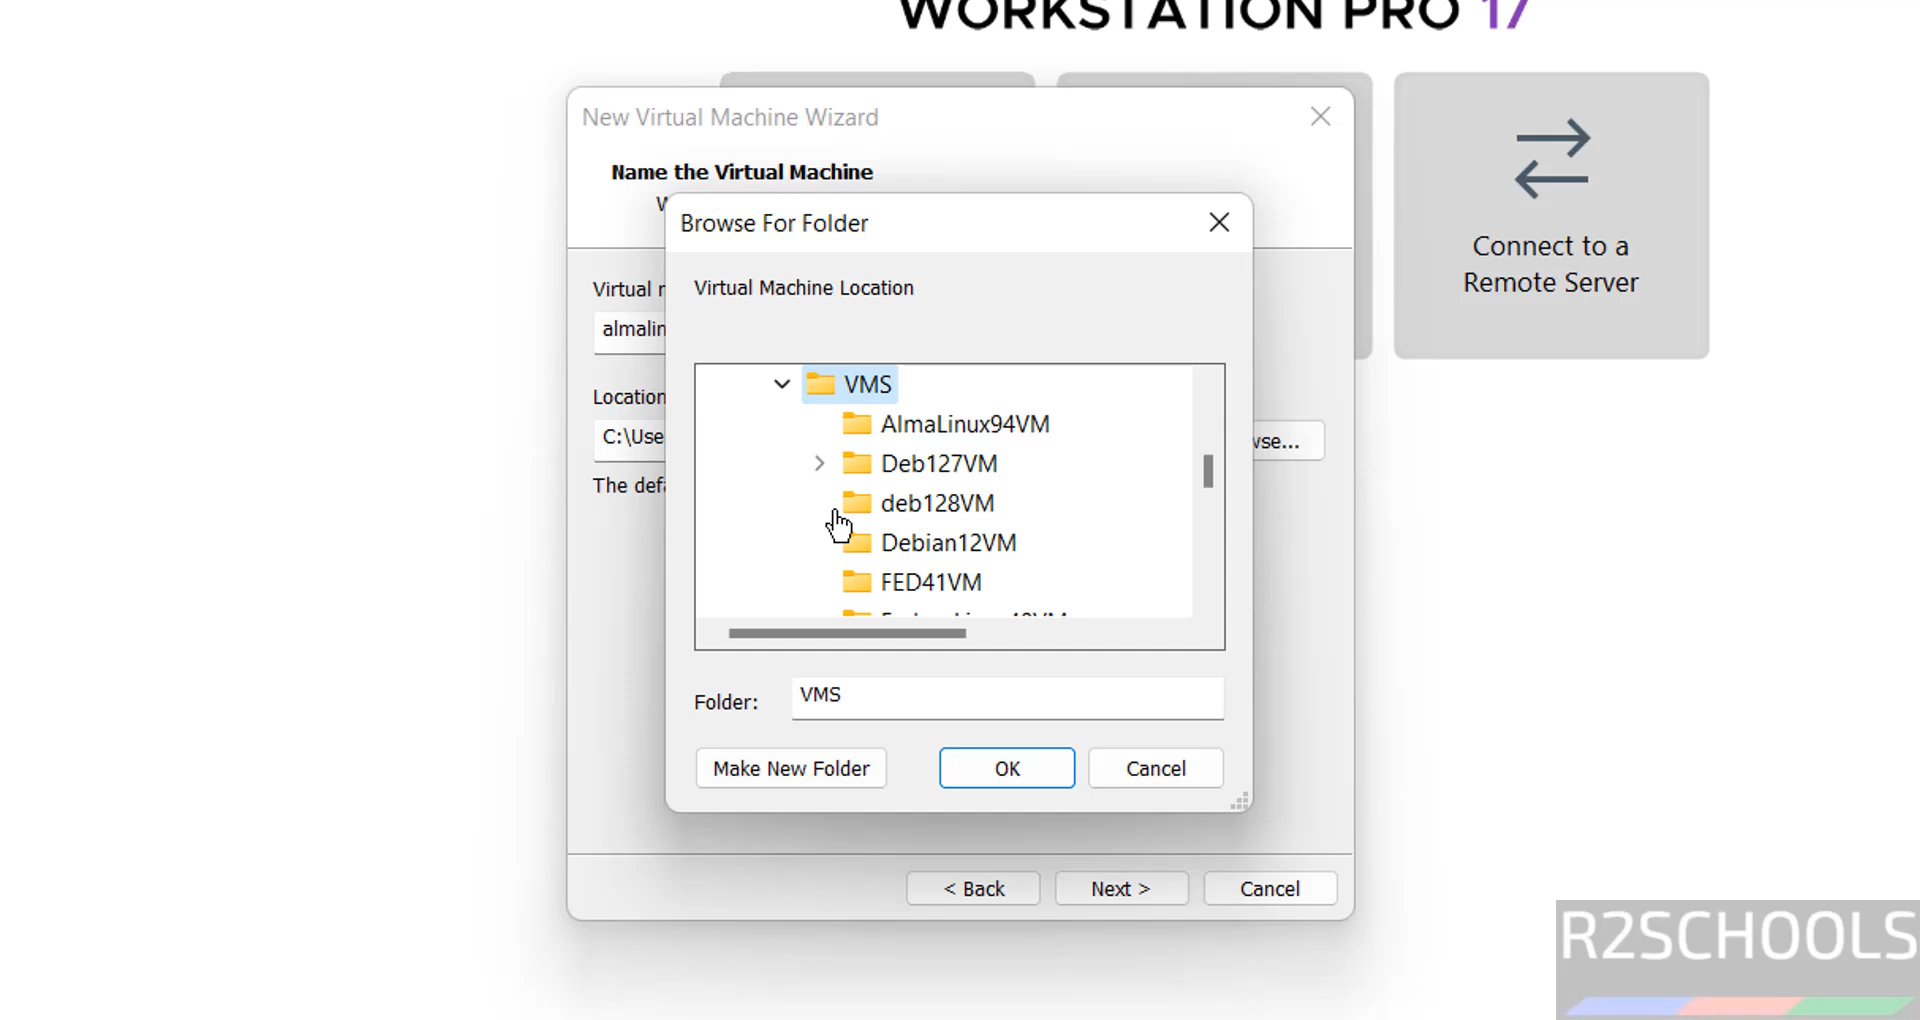 WORKSTATION PRO 17
New Virtual Machine Wizard
Name the Virtual Machine
Browse For Folder
Connect to a
Remote Server
Virtual Machine Location
Virtual
almalin
VMS
AlmaLinux94VM
Location
C:\Use
Deb127VM
The defa
deb128VM
Debian12VM
FED41VM
Folder:
VMS
Make New Folder
OK
Cancel
< Back
Next >
Cancel
R2SCHOOLS